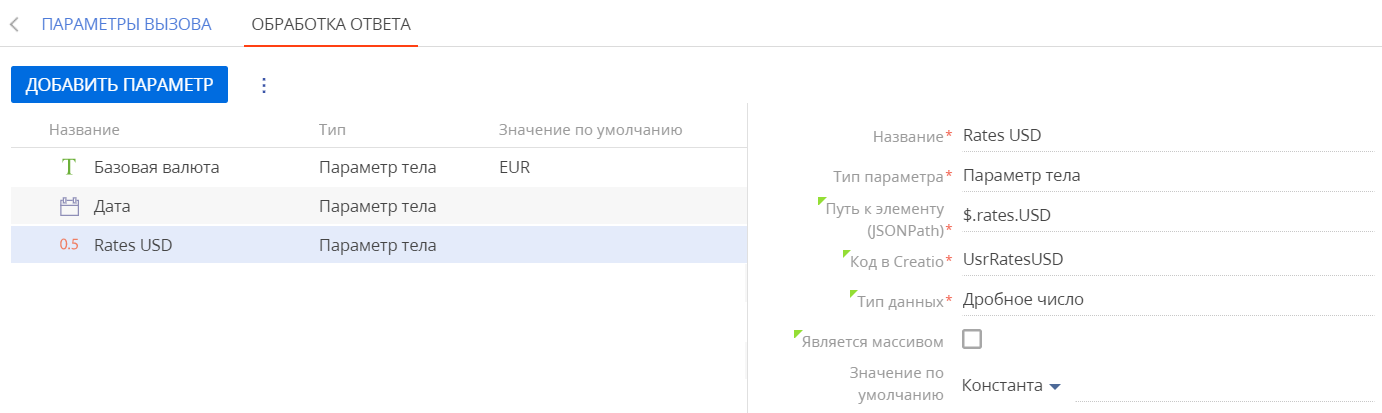 ПАРАМЕТРЫ ВЫЗОВА ОБРАБОТКА ОТВЕТА
ДОБАВИТЬ ПАРАМЕТР
Название Тип Значение по умолчанию
T Базовая валюта Параметр тела EUR
Дата Параметр тела
0.5 Rates USD Параметр тела
Название* Rates USD
Тип параметра* Параметр тела
Путь к элементу
(JSONPath)* $.rates.USD
Код в Creatio* UsrRatesUSD
Тип данных* Дробное число
Является массивом
Значение по
умолчанию Константа